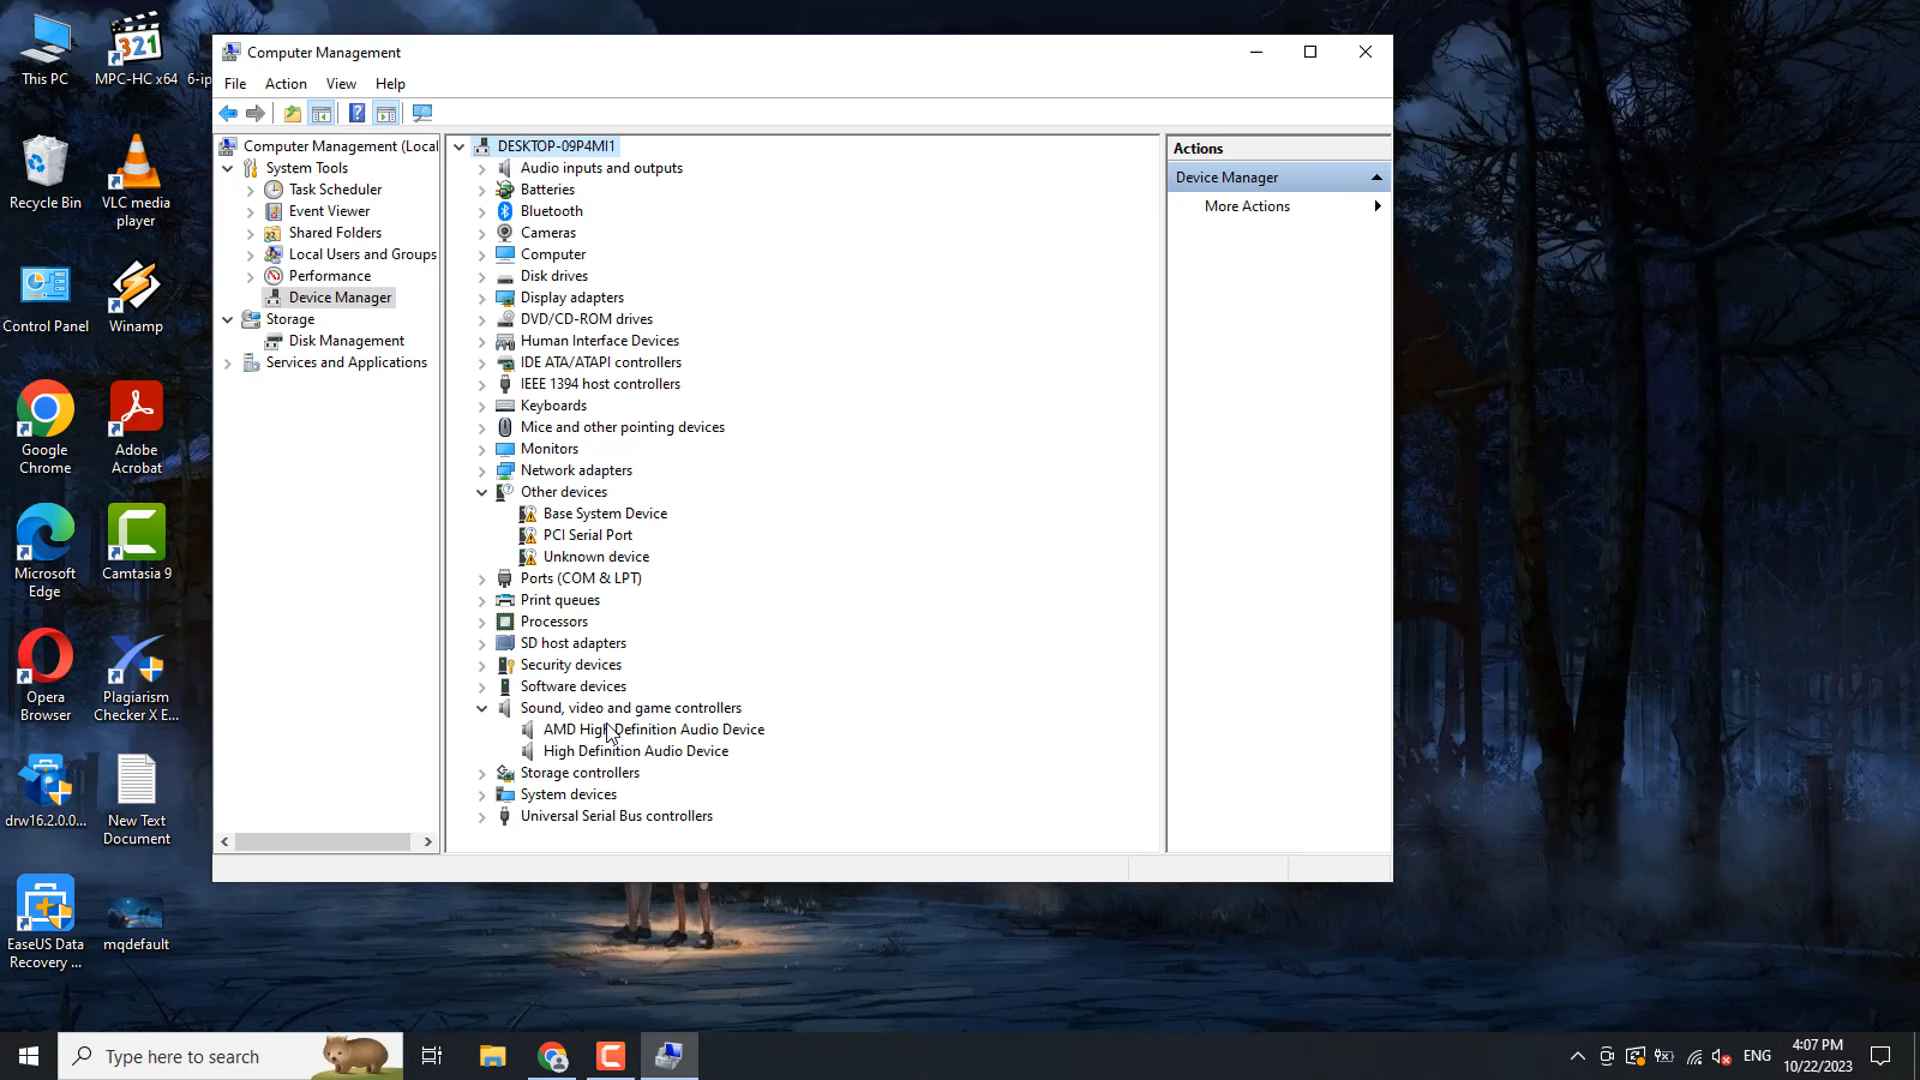 This PC
MPC-HC x64
6-ip
Recycle Bin
VLC media
player
Control Panel
Winamp
Google
Chrome
Adobe
Acrobat
Microsoft
Edge
Camtasia 9
Opera
Browser
Plagiarism
Checker X E...
drw16.2.0.0...
New Text
Document
EaseUS Data
Recovery ...
mqdefault
Computer Management
File Action View Help
Computer Management (Local
System Tools
Task Scheduler
Event Viewer
Shared Folders
Local Users and Groups
Performance
Device Manager
Storage
Disk Management
Services and Applications
DESKTOP-09P4MI1
Audio inputs and outputs
Batteries
Bluetooth
Cameras
Computer
Disk drives
Display adapters
DVD/CD-ROM drives
Human Interface Devices
IDE ATA/ATAPI controllers
IEEE 1394 host controllers
Keyboards
Mice and other pointing devices
Monitors
Network adapters
Other devices
Base System Device
PCI Serial Port
Unknown device
Ports (COM & LPT)
Print queues
Processors
SD host adapters
Security devices
Software devices
Sound, video and game controllers
AMD High Definition Audio Device
High Definition Audio Device
Storage controllers
System devices
Universal Serial Bus controllers
Actions
Device Manager
More Actions
Type here to search
ENG
4:07 PM
10/22/2023